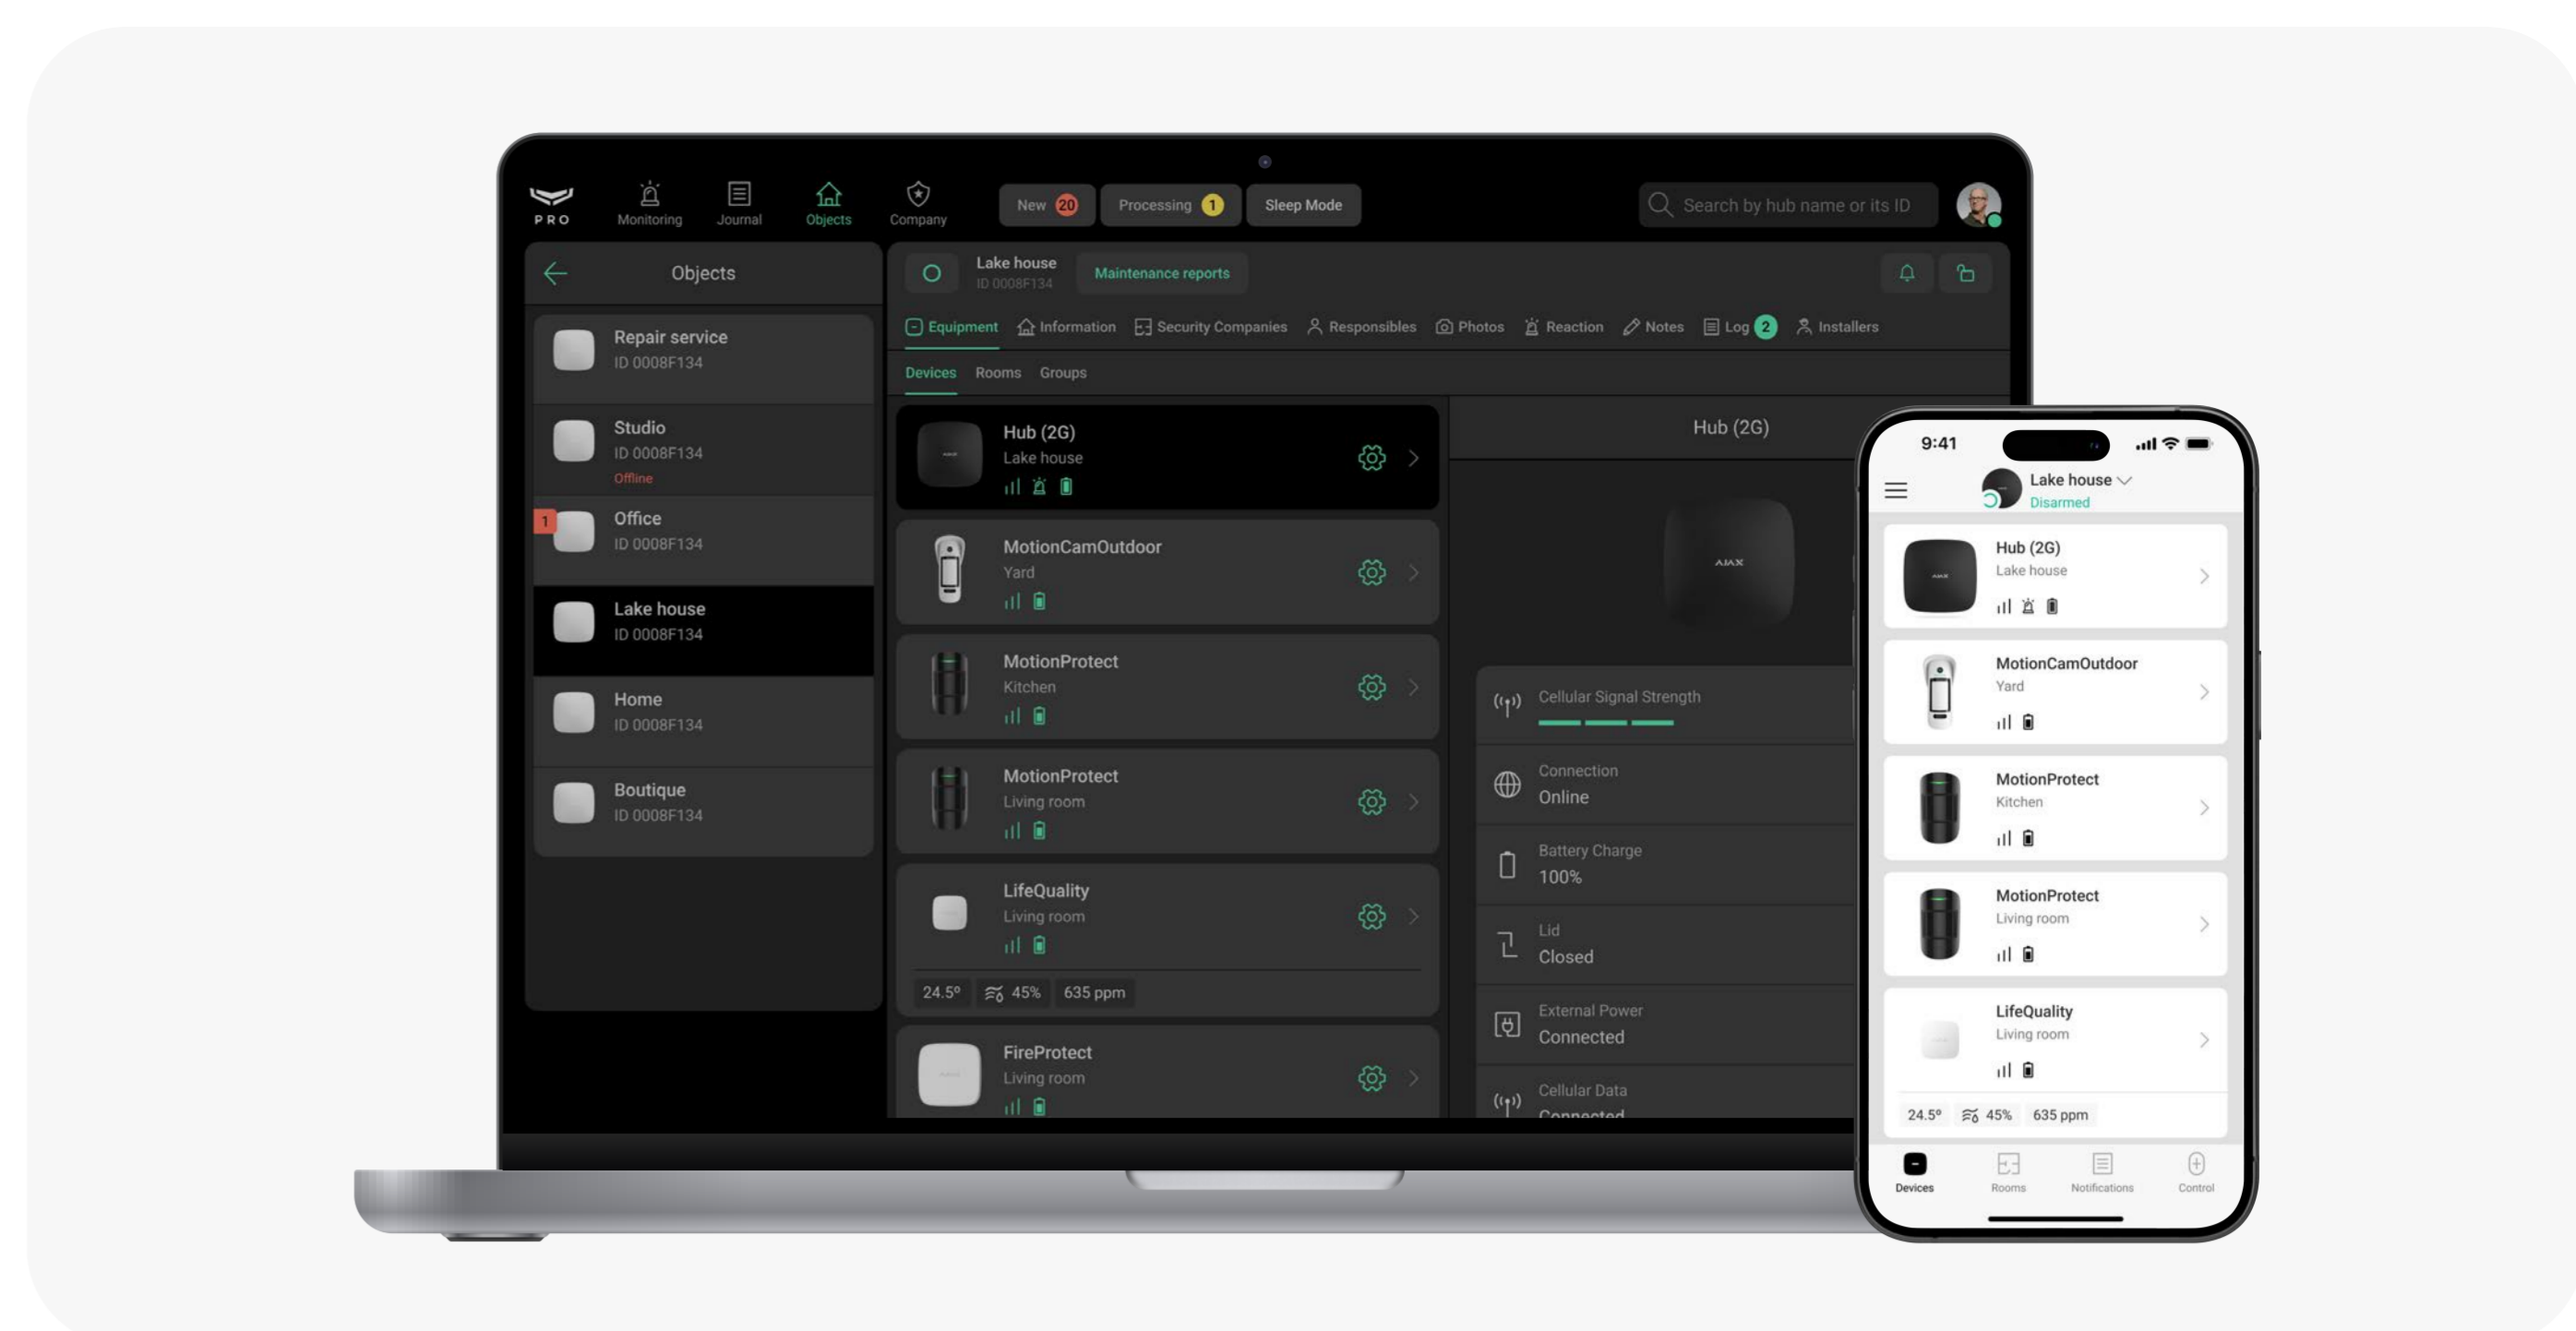 PRO
Monitoring
Journal
Objects
Company
New 20
Processing 1
Sleep Mode
Search by hub name or its ID
Objects
Repair service
ID 0008F134
Studio
ID 0008F134
Offline
1
Office
ID 0008F134
Lake house
ID 0008F134
Home
ID 0008F134
Boutique
ID 0008F134
Lake house
ID 0008F134
Maintenance reports
Equipment
Information
Security Companies
Responsibles
Photos
Reaction
Notes
Log 2
Installers
Devices
Rooms
Groups
Hub (2G)
Lake house
MotionCamOutdoor
Yard
MotionProtect
Kitchen
MotionProtect
Living room
LifeQuality
Living room
24.5°
45%
635 ppm
FireProtect
Living room
Hub (2G)
AJAX
Cellular Signal Strength
Connection
Online
Battery Charge
100%
Lid
Closed
External Power
Connected
Cellular Data
Connected
9:41
Lake house
Disarmed
AJAX
Hub (2G)
Lake house
MotionCamOutdoor
Yard
MotionProtect
Kitchen
MotionProtect
Living room
LifeQuality
Living room
24.5°
45%
635 ppm
Devices
Rooms
Notifications
Control